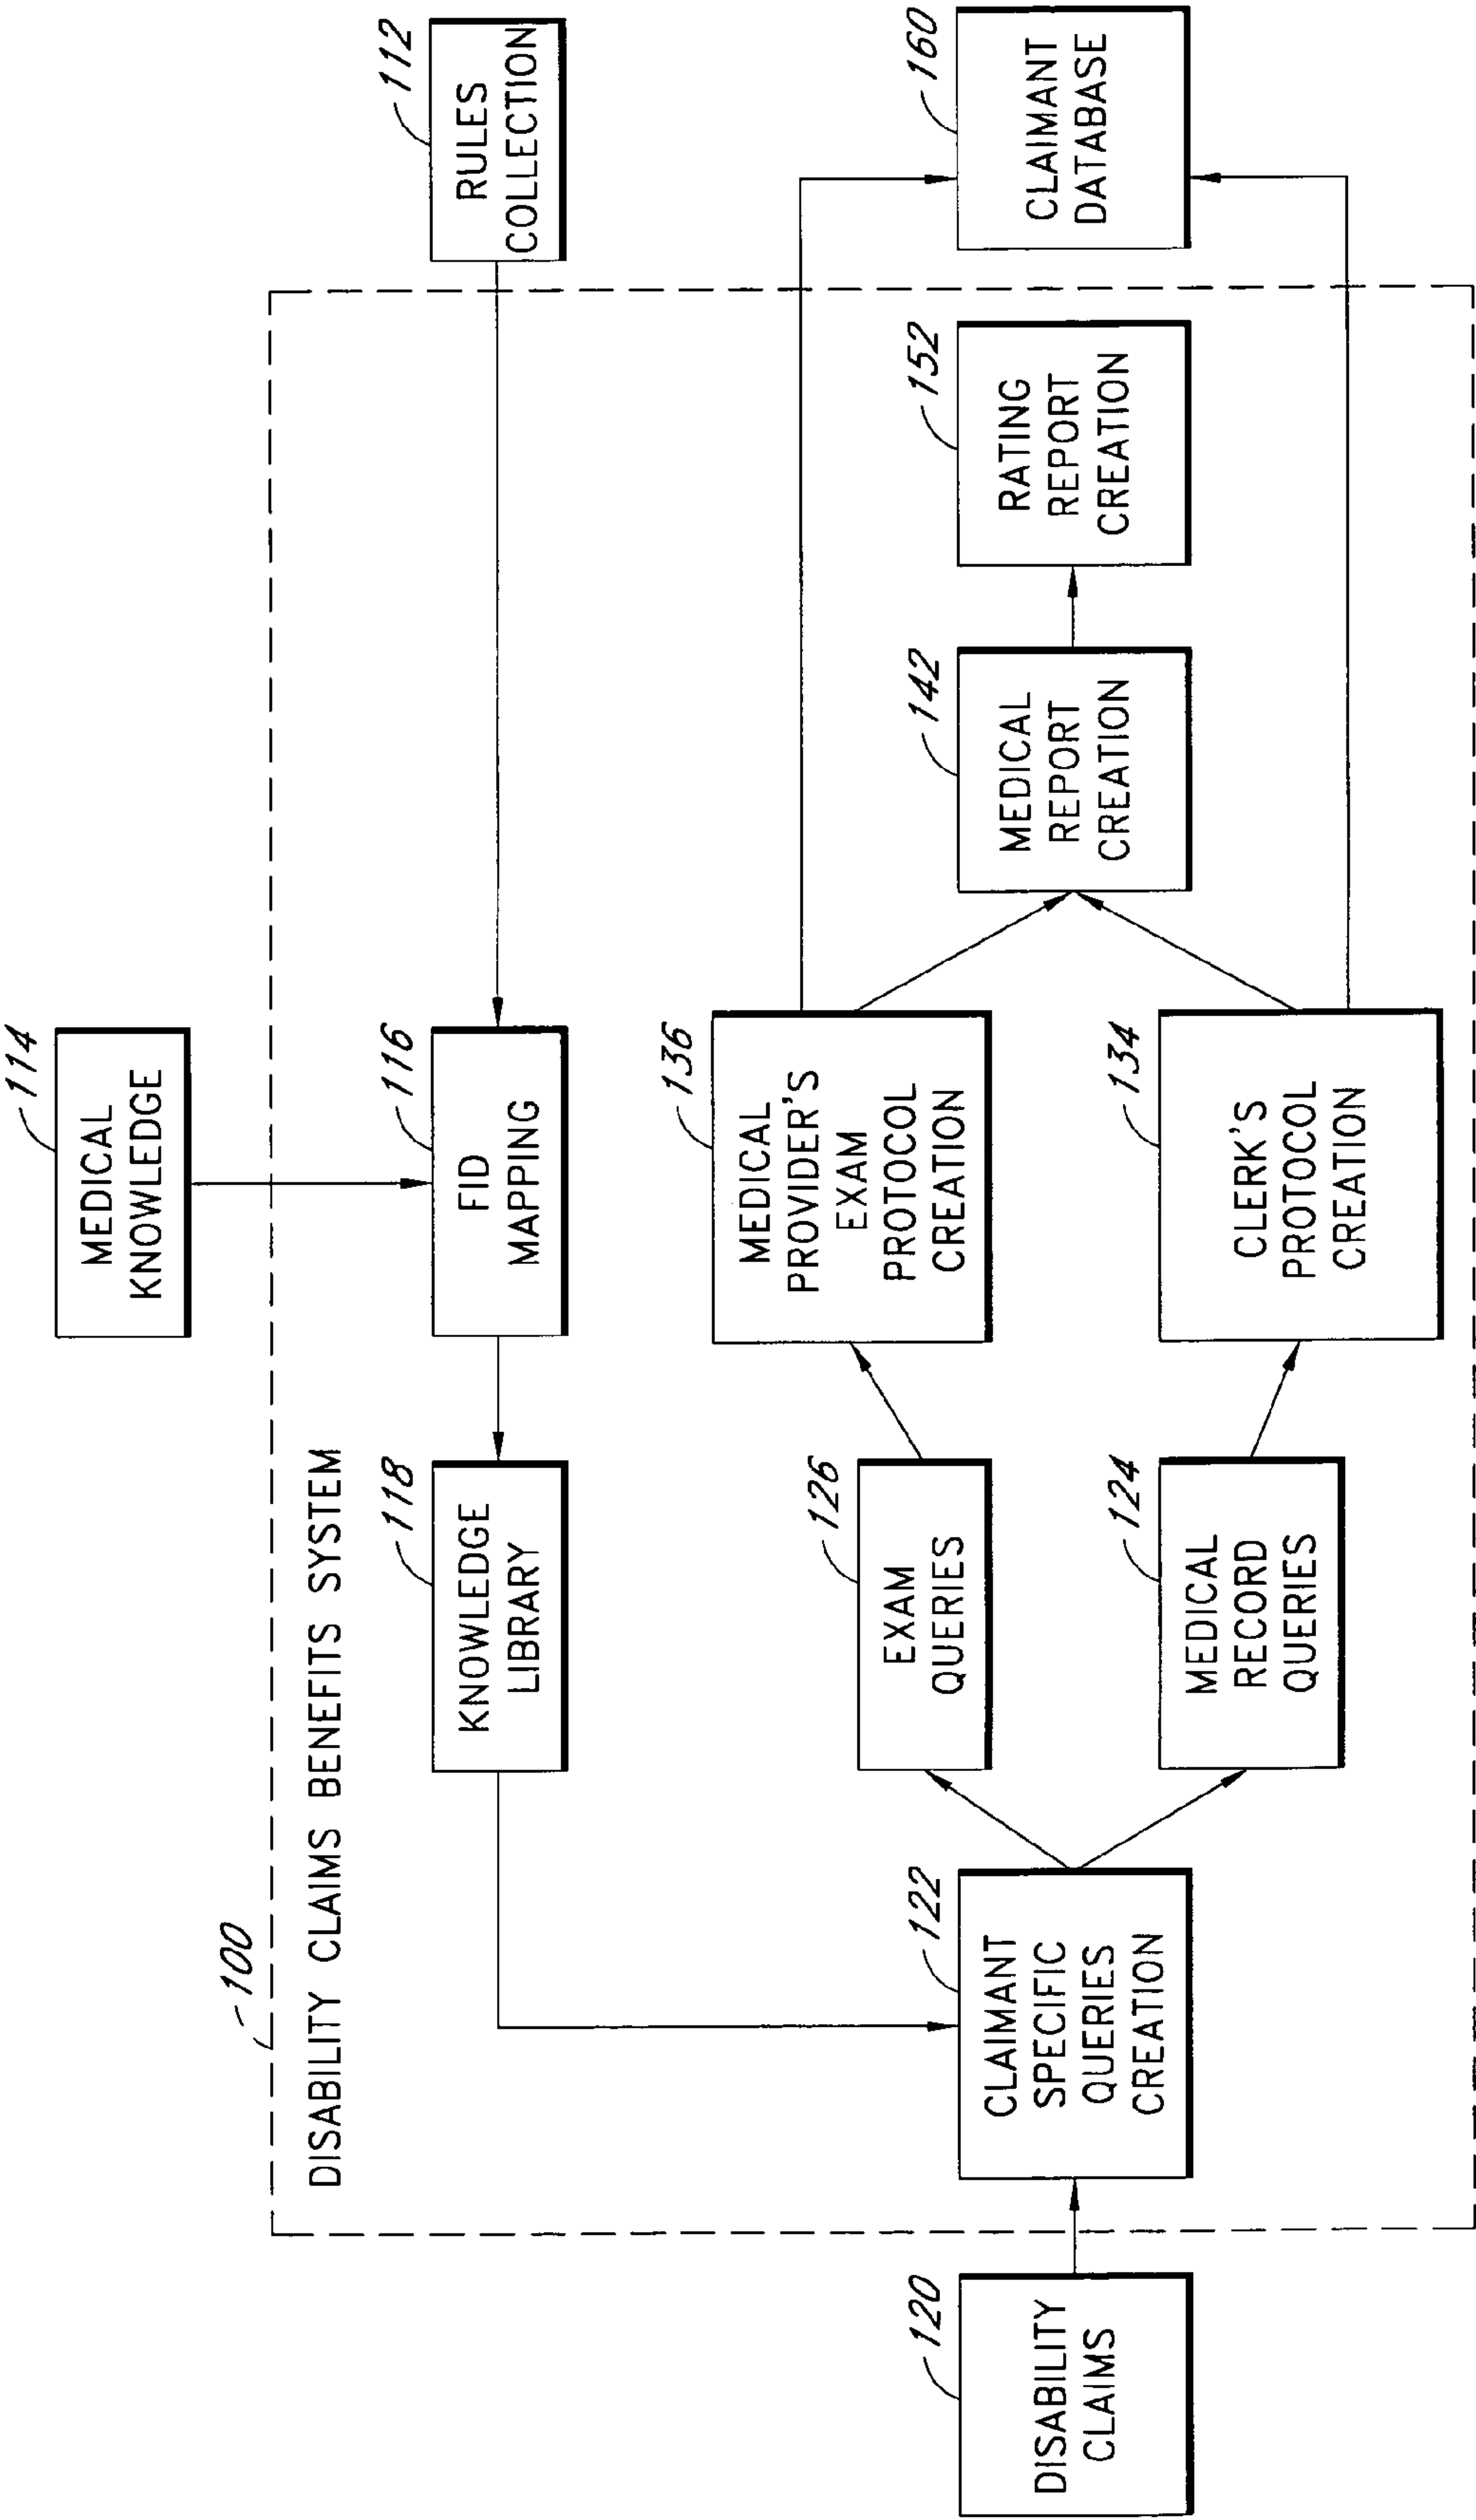 114
MEDICAL
KNOWLEDGE
100
DISABILITY CLAIMS BENEFITS SYSTEM
118
KNOWLEDGE
LIBRARY
116
FID
MAPPING
112
RULES
COLLECTION
120
DISABILITY
CLAIMS
122
CLAIMANT
SPECIFIC
QUERIES
CREATION
126
EXAM
QUERIES
124
MEDICAL
RECORD
QUERIES
136
MEDICAL
PROVIDER'S
EXAM
PROTOCOL
CREATION
134
CLERK'S
PROTOCOL
CREATION
142
MEDICAL
REPORT
CREATION
152
RATING
REPORT
CREATION
160
CLAIMANT
DATABASE